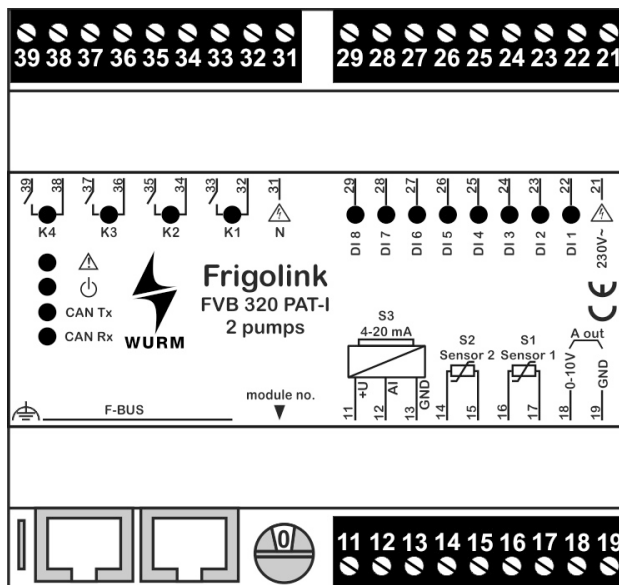 39 38 37 36 35 34 33 32 31
29 28 27 26 25 24 23 22 21
39 38 37 36 35 34 33 32 31
29 28 27 26 25 24 23 22 21
K4 K3 K2 K1 N
DI 8 DI 7 DI 6 DI 5 DI 4 DI 3 DI 2 DI 1 230V~
CE
CAN Tx
CAN Rx
WURM
Frigolink
FVB 320 PAT-I
2 pumps
S3
4-20 mA
S2
Sensor 2
S1
Sensor 1
A out
+U AI GND
0-10V GND
11 12 13 14 15 16 17 18 19
F-BUS
module no.
0
11 12 13 14 15 16 17 18 19